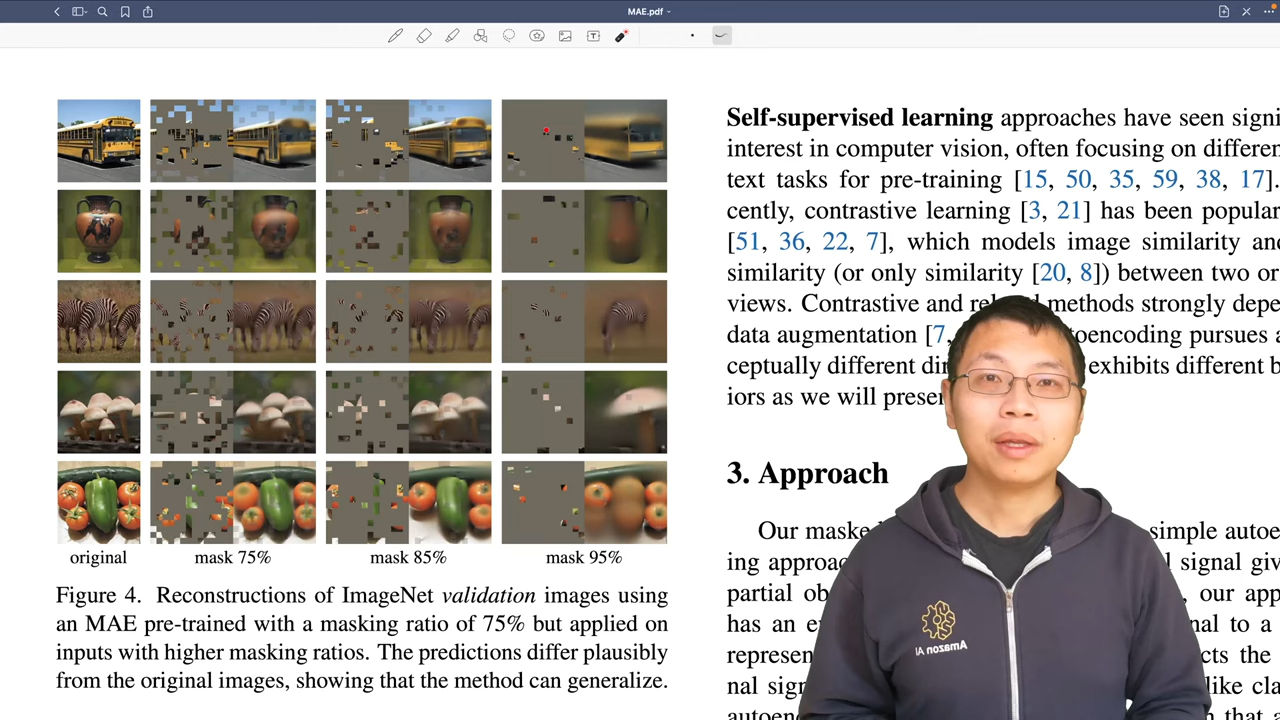 MAE.pdf
original
mask 75%
mask 85%
mask 95%
Figure 4. Reconstructions of ImageNet validation images using
an MAE pre-trained with a masking ratio of 75% but applied on
inputs with higher masking ratios. The predictions differ plausibly
from the original images, showing that the method can generalize.
Self-supervised learning approaches have seen signi
interest in computer vision, often focusing on differen
text tasks for pre-training [15, 50, 35, 59, 38, 17].
cently, contrastive learning [3, 21] has been popular
[51, 36, 22, 7], which models image similarity and
similarity (or only similarity [20, 8]) between two or
views. Contrastive and rel methods strongly depe
data augmentation [7, toencoding pursues a
ceptually different dir exhibits different b
iors as we will presen
3. Approach
Our maske simple autoe
ing approac l signal giv
partial ob , our app
has an e nal to a
represen cts the
nal sign like cla
autoen n that a
Amazon AI